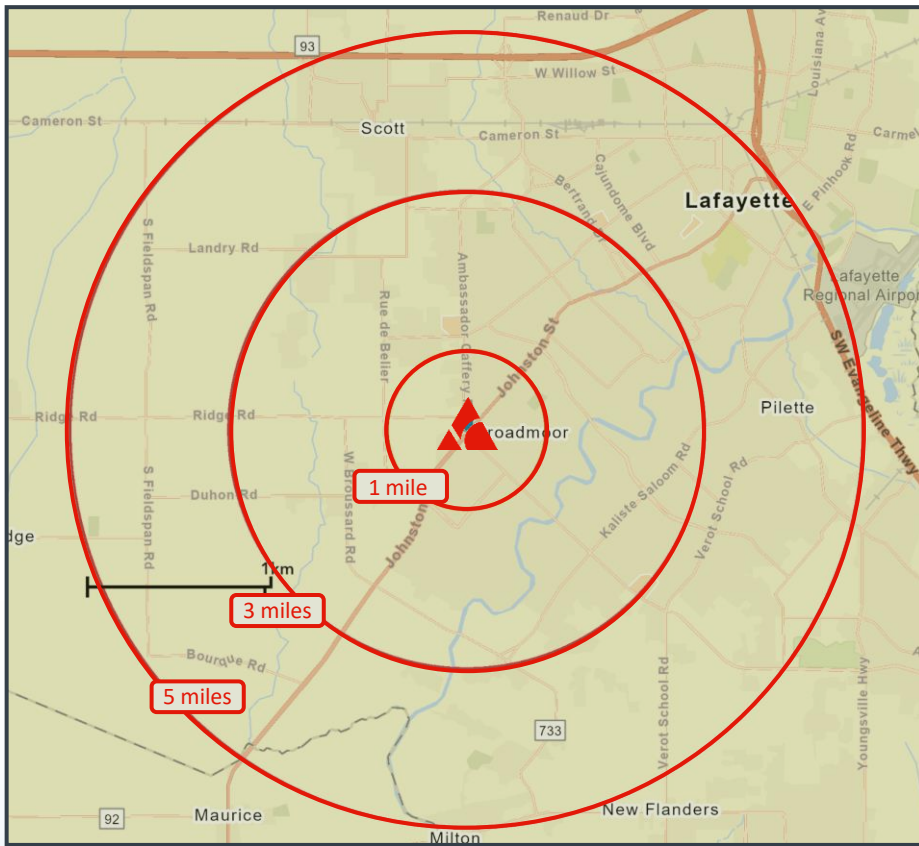 Renaud Dr
93
Louisiana Av
W Willow St
Cameron St
Scott
Cameron St
Carme
Cajundome Blvd
Bertrand Dr
E Pinhook Rd
Lafayette
S Fieldspan Rd
Landry Rd
Ambassador Caffery
Rue de Belier
Lafayette
Regional Airpor
Johnston St
SW Evangeline Thwy
Ridge Rd
Ridge Rd
roadmoor
Pilette
1 mile
W Broussard Rd
Kaliste Saloom Rd
Verot School Rd
S Fieldspan Rd
Duhon Rd
dge
Johnston
1km
3 miles
Bourque Rd
5 miles
Verot School Rd
Youngsville Hwy
733
92
Maurice
New Flanders
Milton